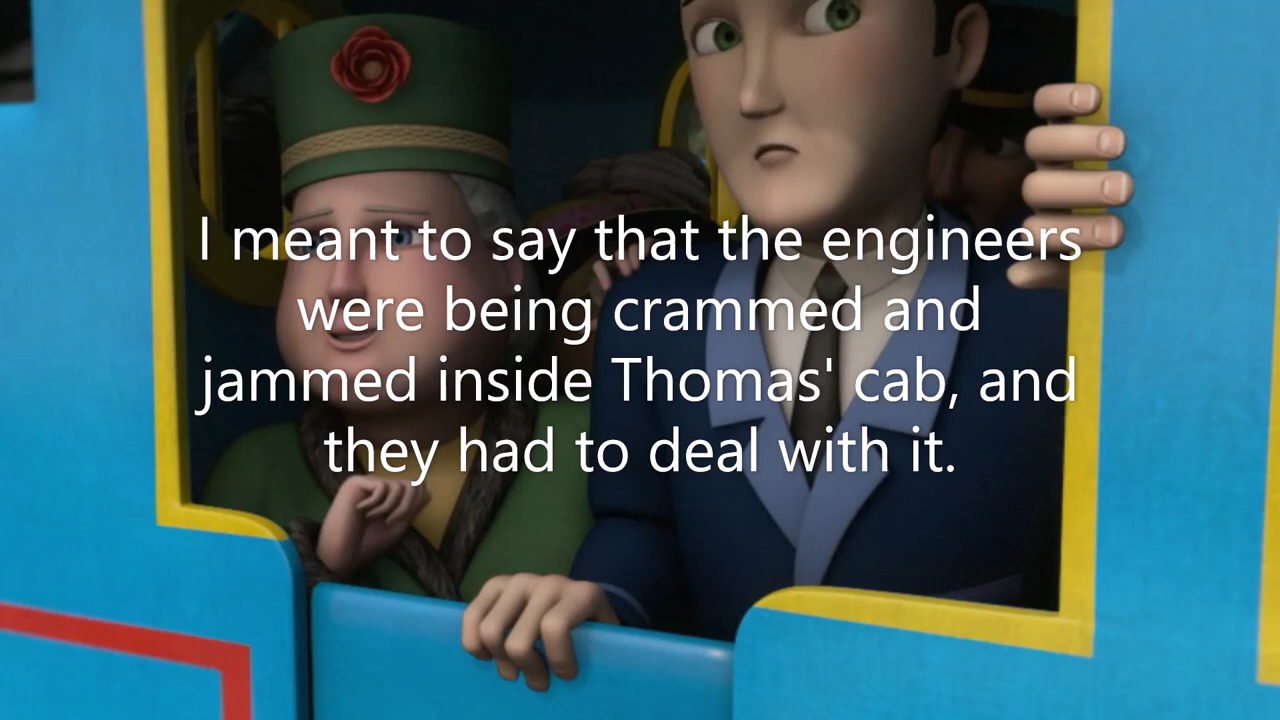 I meant to say that the engineers
were being crammed and
jammed inside Thomas' cab, and
they had to deal with it.